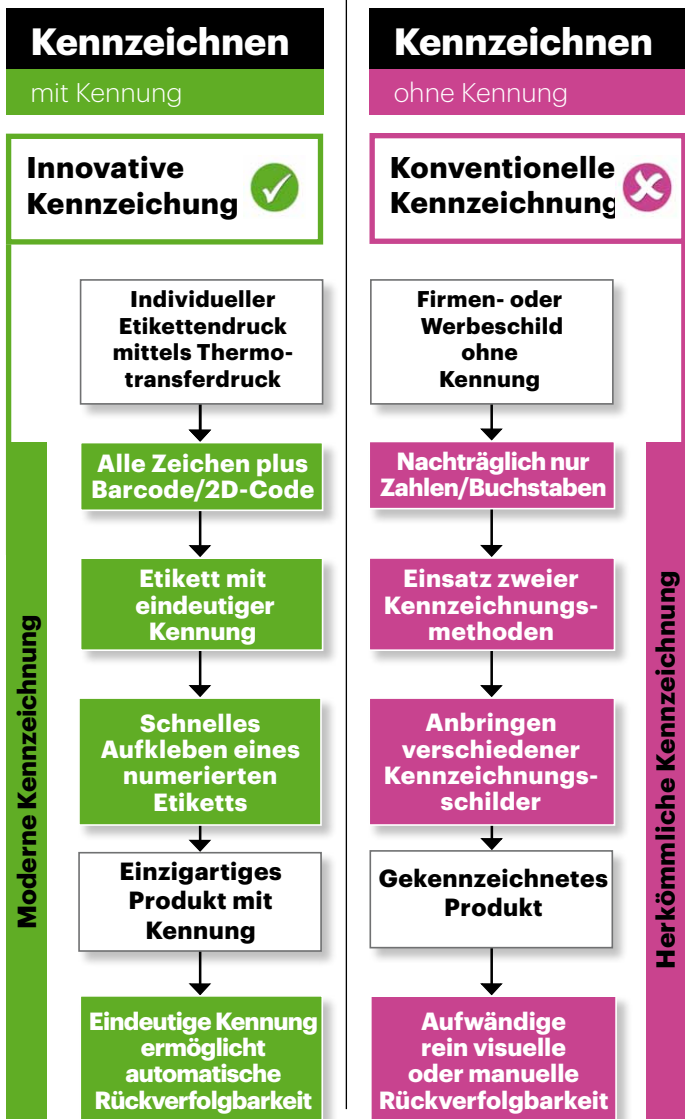 Kennzeichnen
mit Kennung
Innovative
Kennzeichung
Individueller
Etikettendruck
mittels Thermo-
transferdruck
Alle Zeichen plus
Barcode/2D-Code
Etikett mit
eindeutiger
Kennung
Schnelles
Aufkleben eines
numerierten
Etiketts
Einzigartiges
Produkt mit
Kennung
Eindeutige Kennung
ermöglicht
automatische
Rückverfolgbarkeit
Moderne Kennzeichnung
Kennzeichnen
ohne Kennung
Konventionelle
Kennzeichnung
Firmen- oder
Werbeschild
ohne
Kennung
Nachträglich nur
Zahlen/Buchstaben
Einsatz zweier
Kennzeichnungs-
methoden
Anbringen
verschiedener
Kennzeichnungs-
schilder
Gekennzeichnetes
Produkt
Aufwändige
rein visuelle
oder manuelle
Rückverfolgbarkeit
Herkömmliche Kennzeichnung